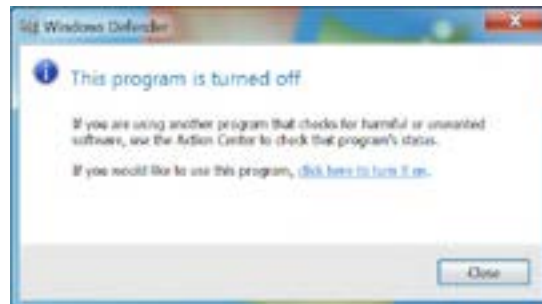 Windows Defender
This program is turned off
If you are using another program that checks for harmful or unwanted
software, use the Action Center to check that program's status.
If you would like to use this program, click here to turn it on.
Close